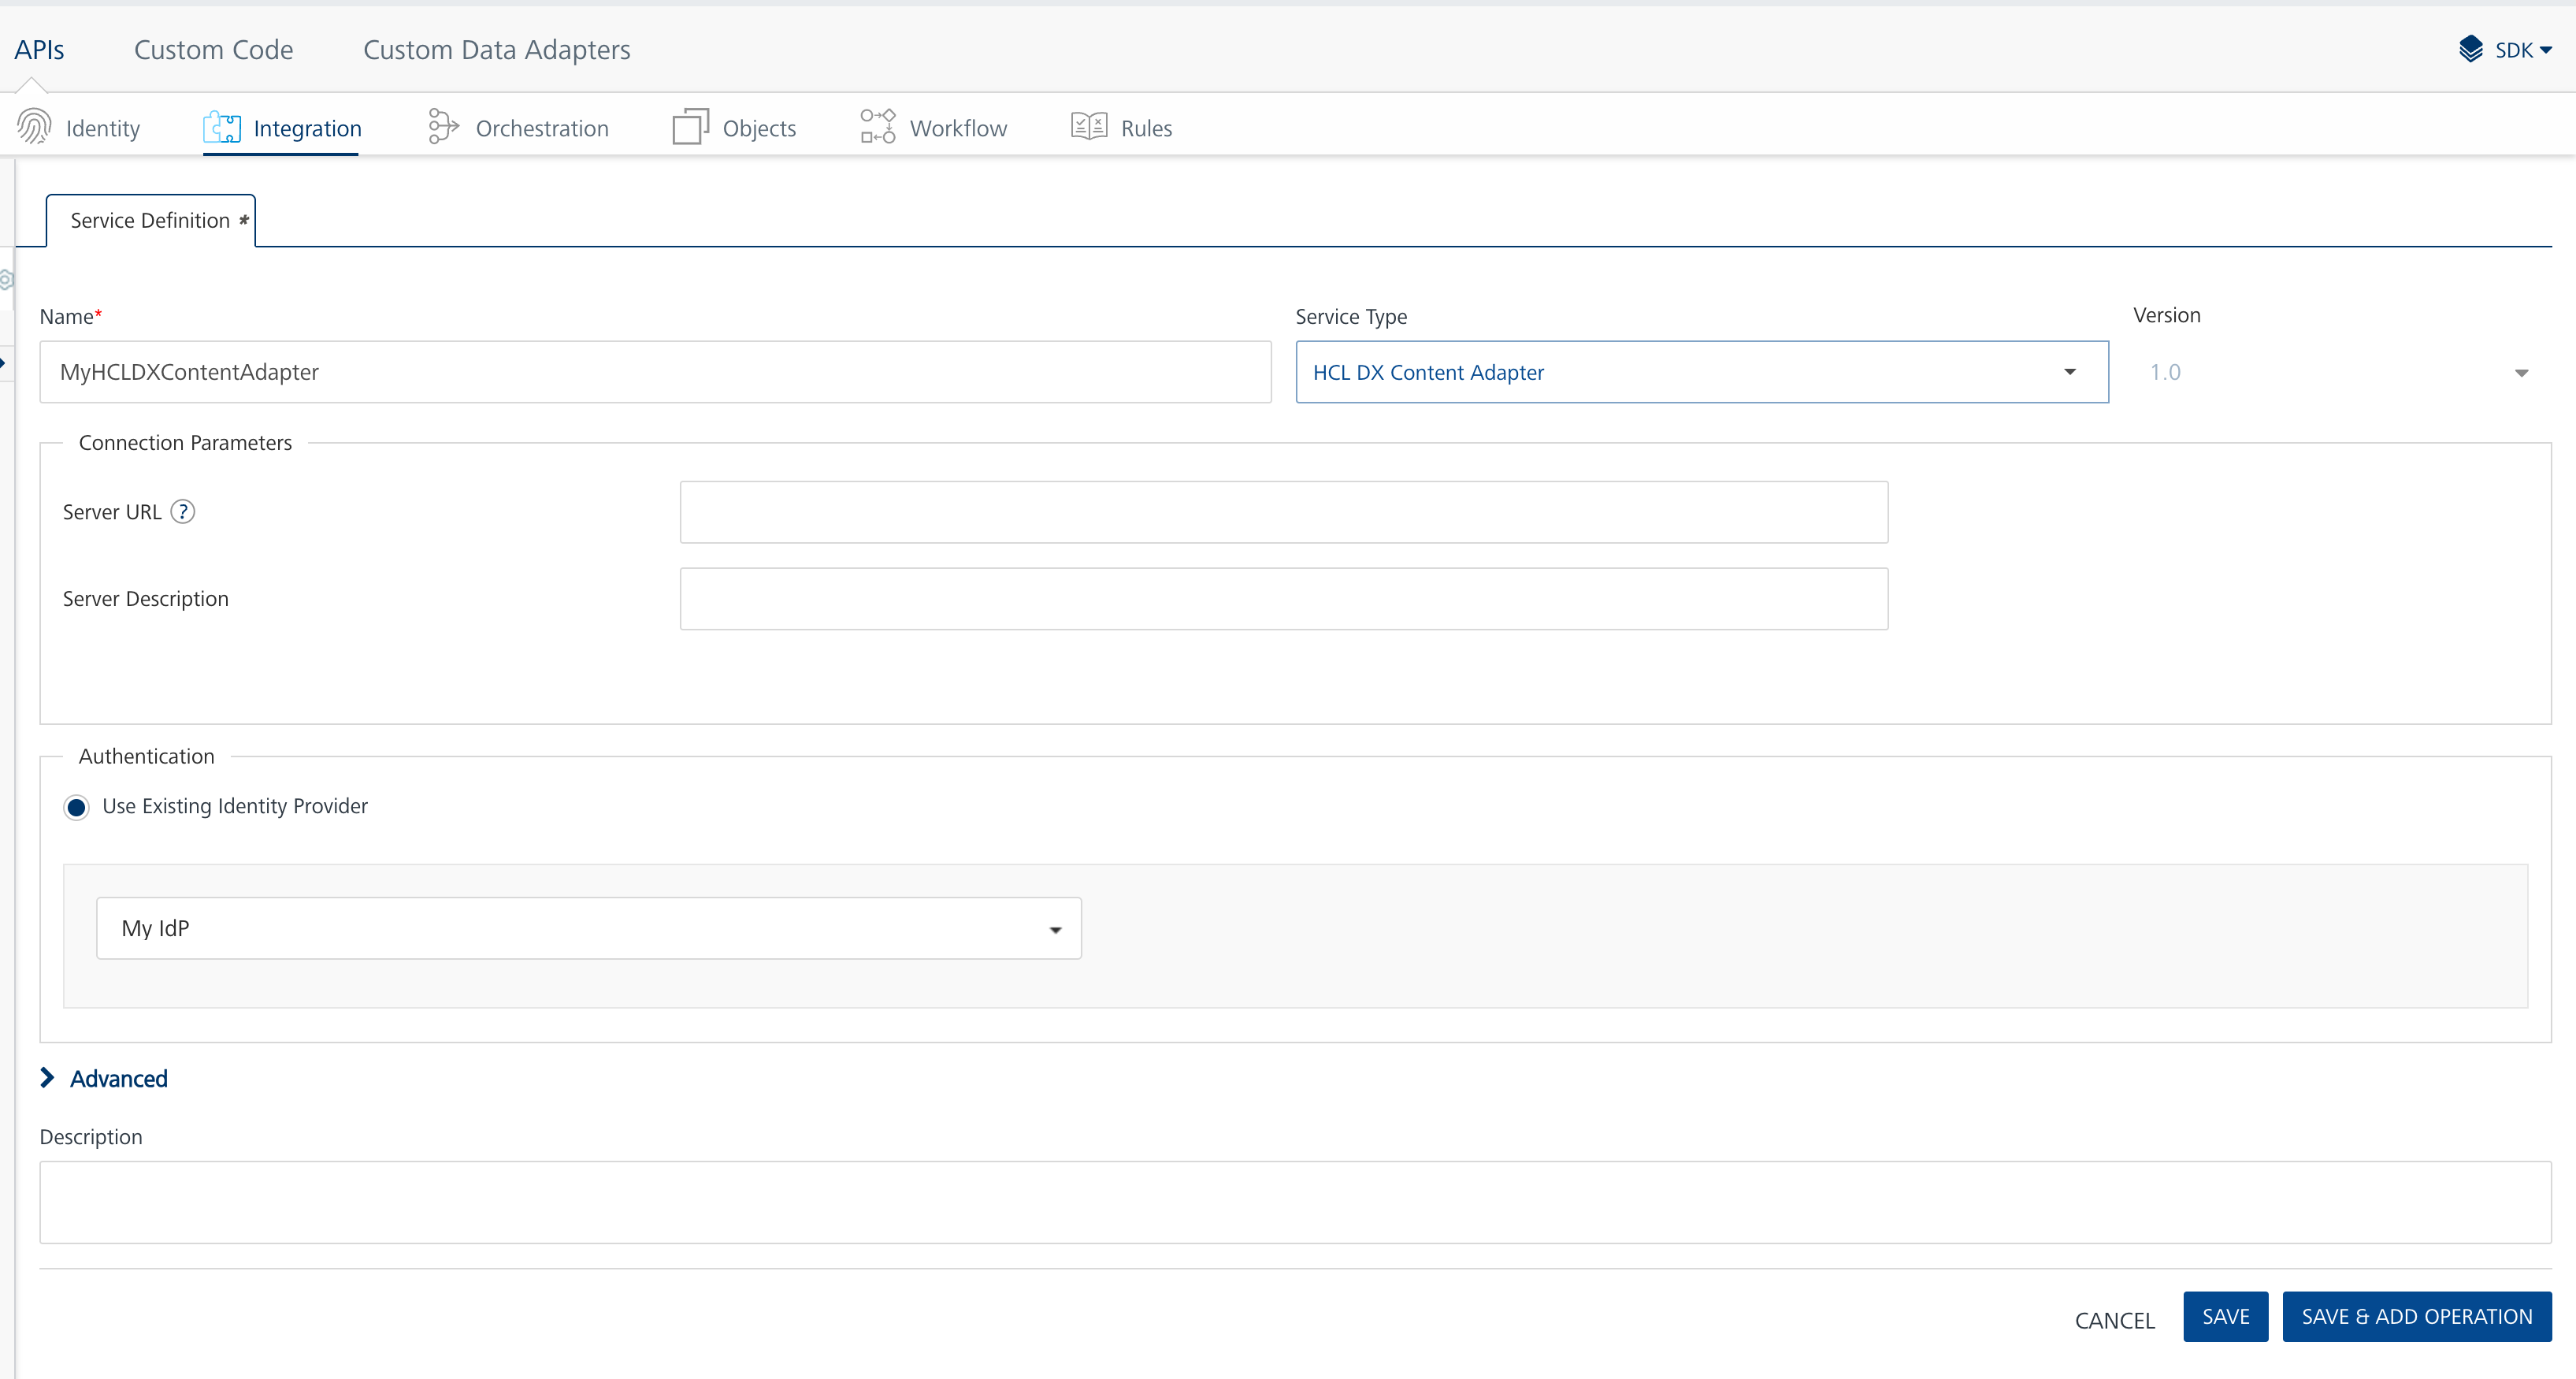 APIs Custom Code Custom Data Adapters SDK
Identity Integration Orchestration Objects Workflow Rules
Service Definition *
Name* Service Type Version
MyHCLDXContentAdapter HCL DX Content Adapter 1.0
Connection Parameters
Server URL ?
Server Description
Authentication
Use Existing Identity Provider
My IdP
Advanced
Description
CANCEL SAVE SAVE & ADD OPERATION